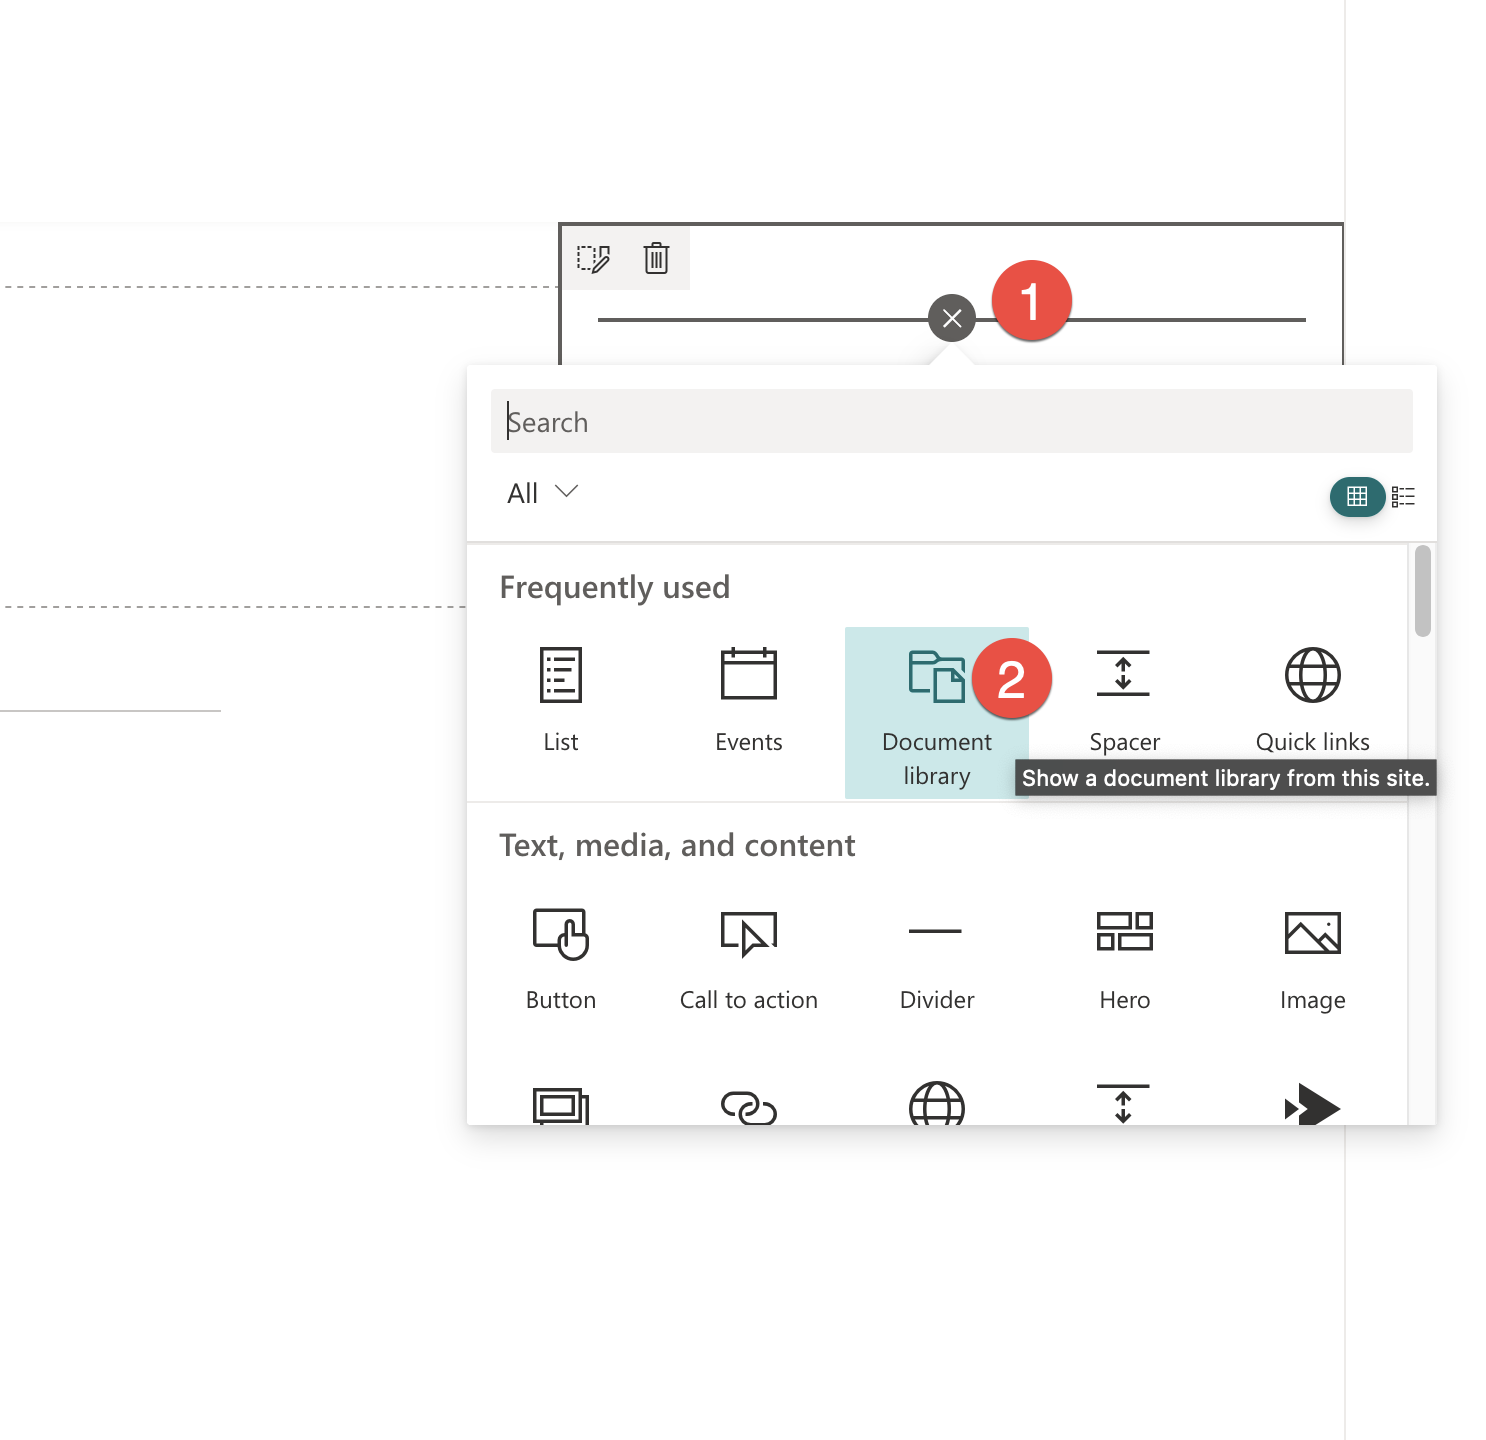 1
Search
All
Frequently used
List
Events
Document
library
2
Spacer
Quick links
Show a document library from this site.
Text, media, and content
Button
Call to action
Divider
Hero
Image